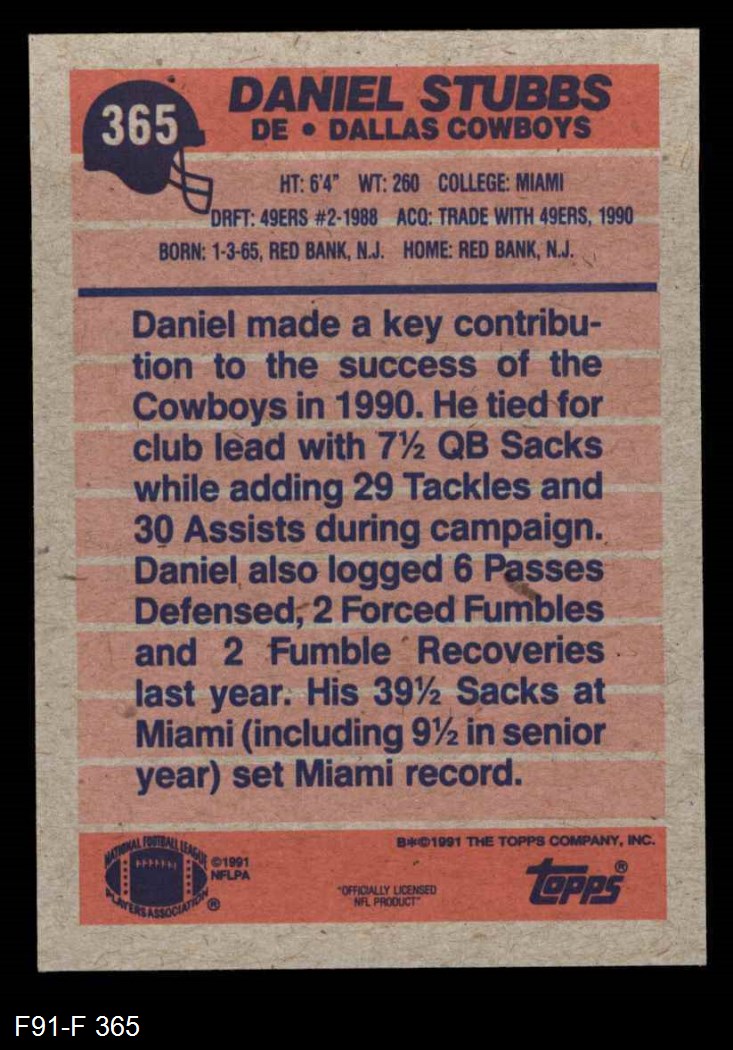 365
DANIEL STUBBS
DE • DALLAS COWBOYS
HT: 6'4" WT: 260 COLLEGE: MIAMI
DRFT: 49ERS #2-1988 ACQ: TRADE WITH 49ERS, 1990
BORN: 1-3-65, RED BANK, N.J. HOME: RED BANK, N.J.
Daniel made a key contribu-
tion to the success of the
Cowboys in 1990. He tied for
club lead with 7½ QB Sacks
while adding 29 Tackles and
30 Assists during campaign.
Daniel also logged 6 Passes
Defensed, 2 Forced Fumbles
and 2 Fumble Recoveries
last year. His 39½ Sacks at
Miami (including 9½ in senior
year) set Miami record.
B*©1991 THE TOPPS COMPANY, INC.
NATIONAL FOOTBALL LEAGUE
PLAYERS ASSOCIATION ®
©1991
NFLPA
"OFFICIALLY LICENSED
NFL PRODUCT"
topps®
F91-F 365